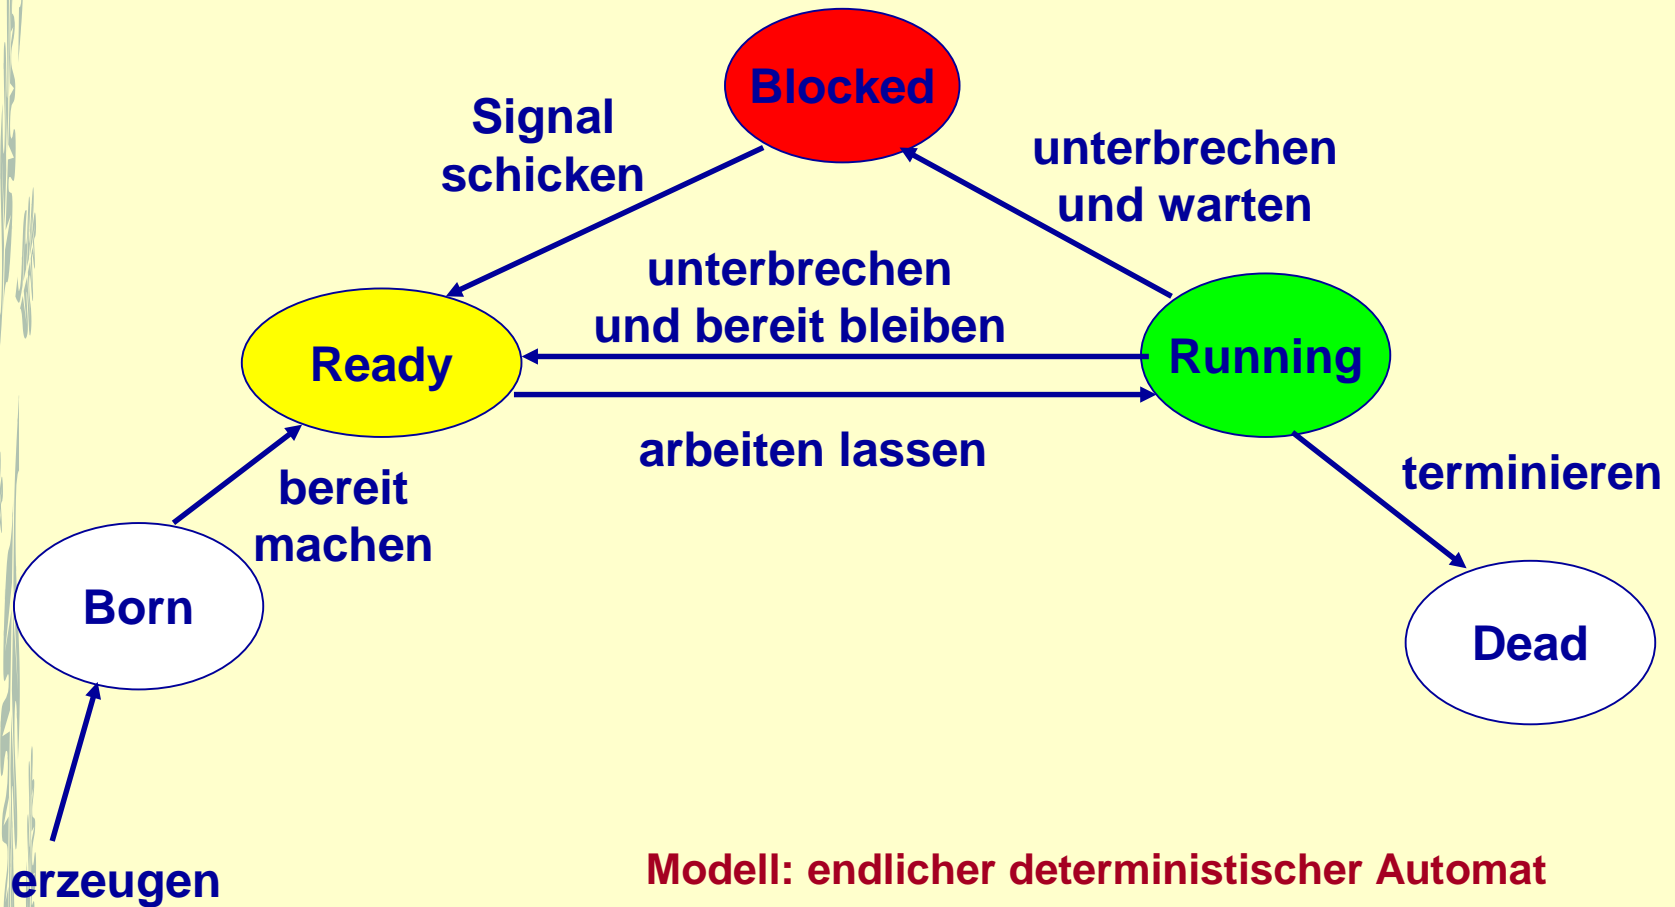 Blocked
Signal
schicken
unterbrechen
und warten
unterbrechen
und bereit bleiben
Ready
Running
arbeiten lassen
bereit
machen
terminieren
Born
Dead
erzeugen
Modell: endlicher deterministischer Automat